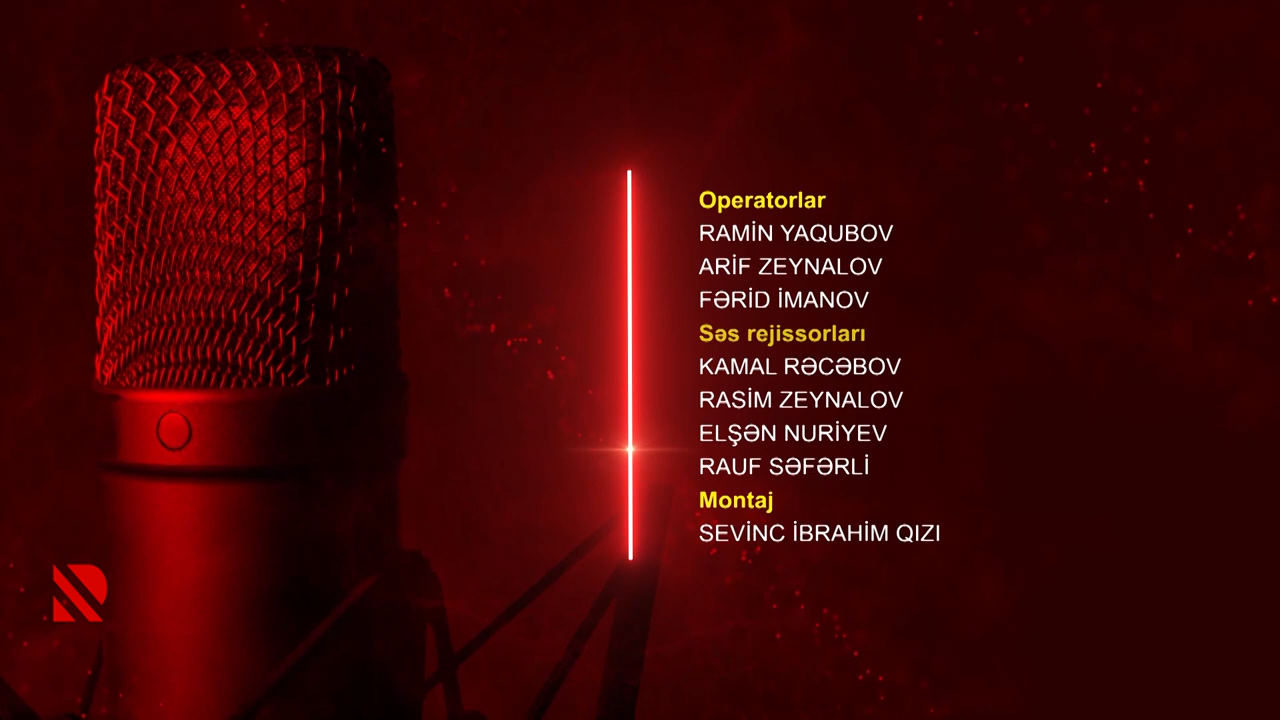 Operatorlar
RAMİN YAQUBOV
ARİF ZEYNALOV
FƏRİD İMANOV
Səs rejissorları
KAMAL RƏCƏBOV
RASİM ZEYNALOV
ELŞƏN NURİYEV
RAUF SƏFƏRLİ
Montaj
SEVİNC İBRAHİM QIZI